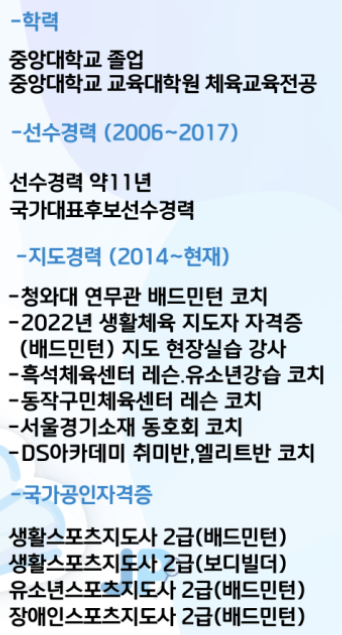 -학력
중앙대학교 졸업
중앙대학교 교육대학원 체육교육전공
-선수경력 (2006~2017)
선수경력 약11년
국가대표후보선수경력
-지도경력 (2014~현재)
-청와대 연무관 배드민턴 코치
-2022년 생활체육 지도자 자격증
(배드민턴) 지도 현장실습 강사
-흑석체육센터 레슨.유소년강습 코치
-동작구민체육센터 레슨 코치
-서울경기소재 동호회 코치
-DS아카데미 취미반,엘리트반 코치
-국가공인자격증
생활스포츠지도사 2급(배드민턴)
생활스포츠지도사 2급(보디빌더)
유소년스포츠지도사 2급(배드민턴)
장애인스포츠지도사 2급(배드민턴)